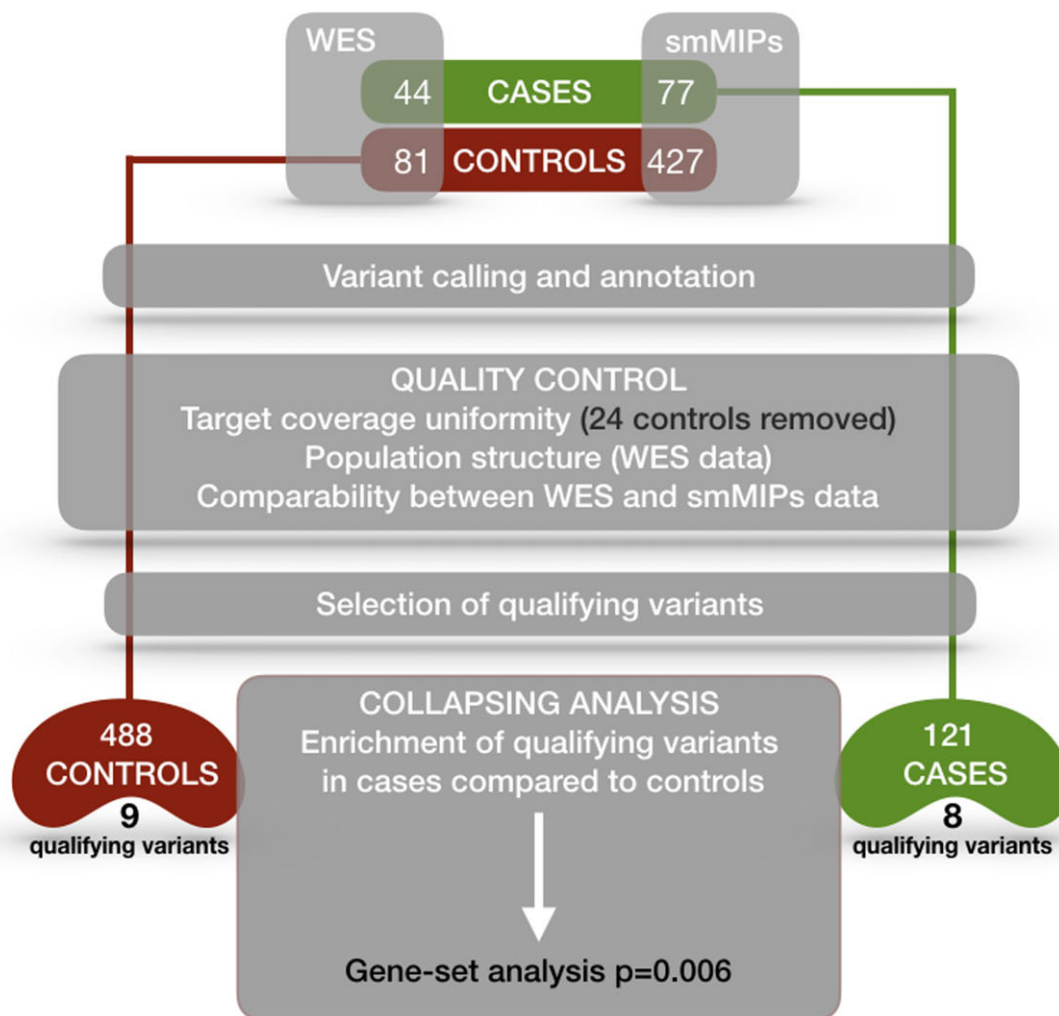 WES
smMIPs
44 CASES 77
81 CONTROLS 427
Variant calling and annotation
QUALITY CONTROL
Target coverage uniformity (24 controls removed)
Population structure (WES data)
Comparability between WES and smMIPs data
Selection of qualifying variants
488
CONTROLS
9
qualifying variants
COLLAPSING ANALYSIS
Enrichment of qualifying variants
in cases compared to controls
Gene-set analysis p=0.006
121
CASES
8
qualifying variants